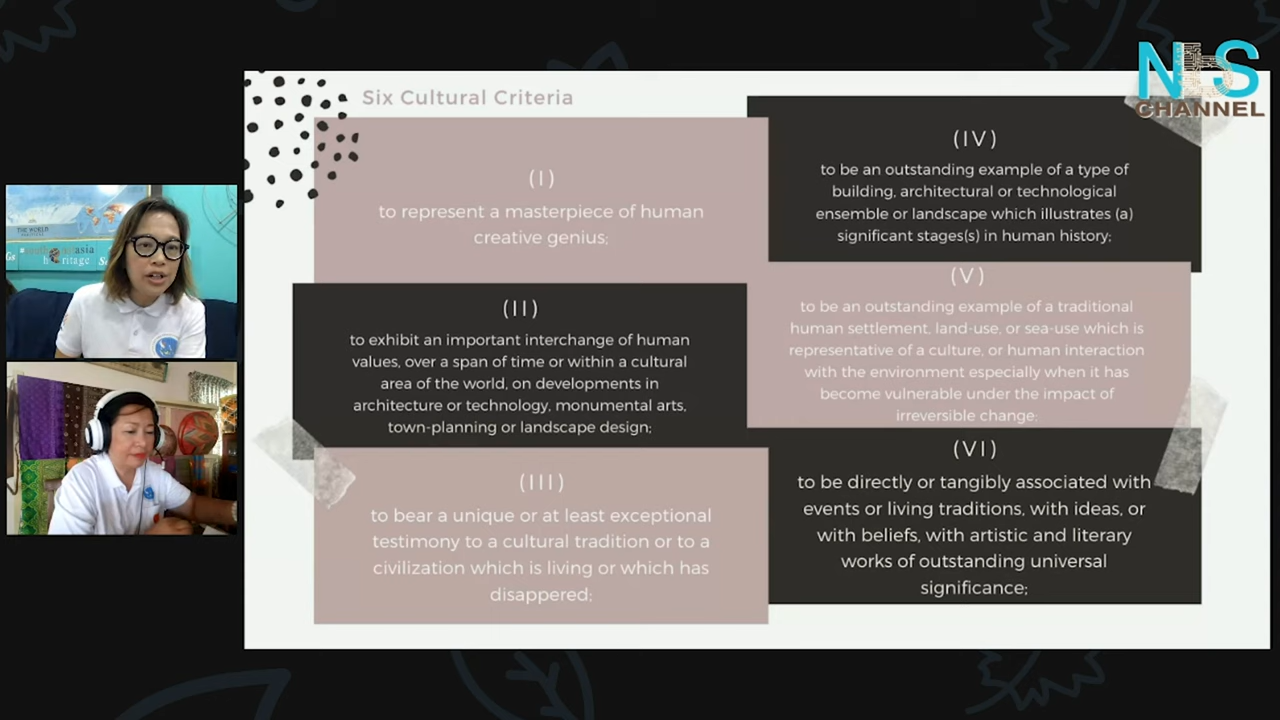 NHS
CHANNEL
Six Cultural Criteria
(I)
to represent a masterpiece of human
creative genius;
(II)
to exhibit an important interchange of human
values, over a span of time or within a cultural
area of the world, on developments in
architecture or technology, monumental arts,
town-planning or landscape design;
(III)
to bear a unique or at least exceptional
testimony to a cultural tradition or to a
civilization which is living or which has
disappered;
(IV)
to be an outstanding example of a type of
building, architectural or technological
ensemble or landscape which illustrates (a)
significant stages(s) in human history;
(V)
to be an outstanding example of a traditional
human settlement, land-use, or sea-use which is
representative of a culture, or human interaction
with the environment especially when it has
become vulnerable under the impact of
irreversible change;
(VI)
to be directly or tangibly associated with
events or living traditions, with ideas, or
with beliefs, with artistic and literary
works of outstanding universal
significance;
THE WORLD
asia
heritage